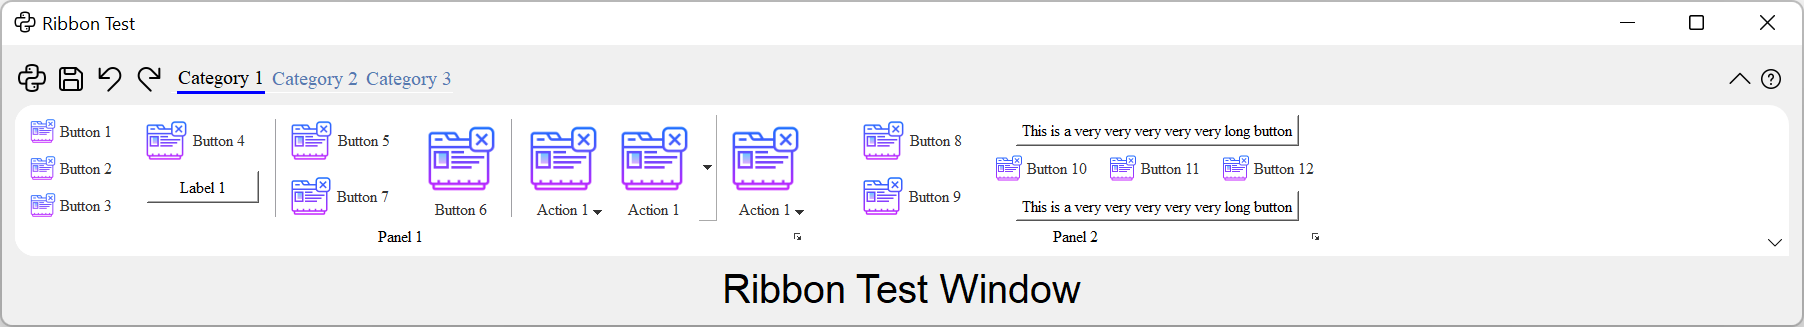 Ribbon Test
Category 1 Category 2 Category 3
Button 1
Button 2
Button 3
Button 4
Label 1
Button 5
Button 7
Button 6
Action 1
Action 1
Action 1
Panel 1
Button 8
Button 9
This is a very very very very very long button
Button 10 Button 11 Button 12
This is a very very very very very long button
Panel 2
Ribbon Test Window